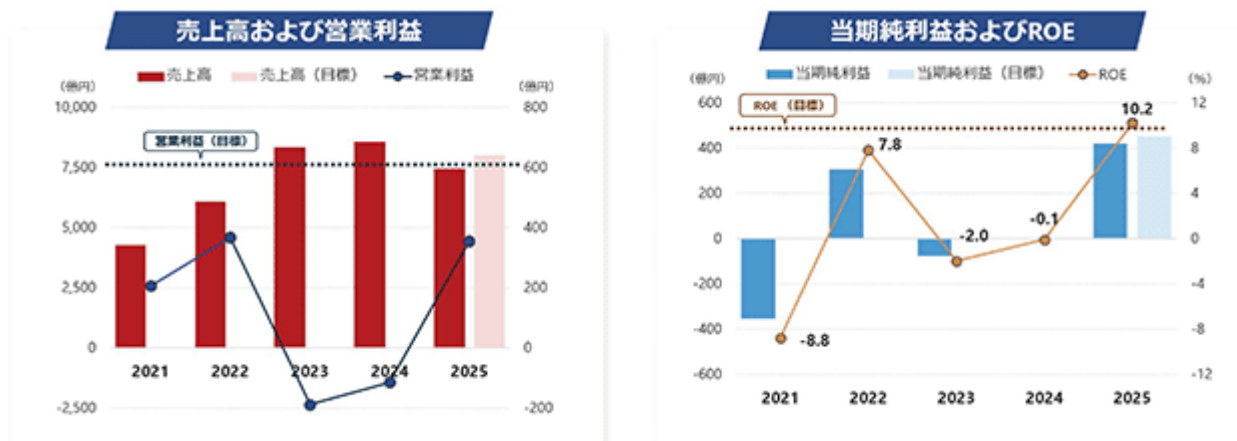 売上高および営業利益
(億円)
売上高
売上高（目標）
営業利益
(億円)
10,000
7,500
5,000
2,500
0
-2,500
営業利益（目標）
800
600
400
200
0
-200
2021 2022 2023 2024 2025
当期純利益およびROE
(億円)
当期純利益
当期純利益（目標）
ROE
(%)
600
400
200
0
-200
-400
-600
ROE（目標）
-8.8
7.8
-2.0
-0.1
10.2
12
8
4
0
-4
-8
-12
2021 2022 2023 2024 2025